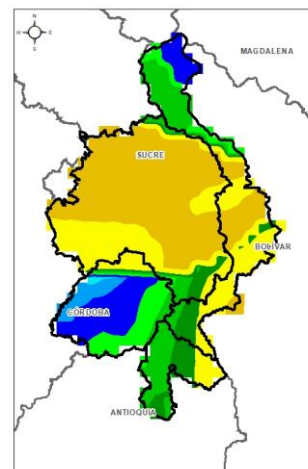 N
O E
S
MAGDALENA
SUCRE
BOLIVAR
CÓRDOBA
ANTIOQUIA